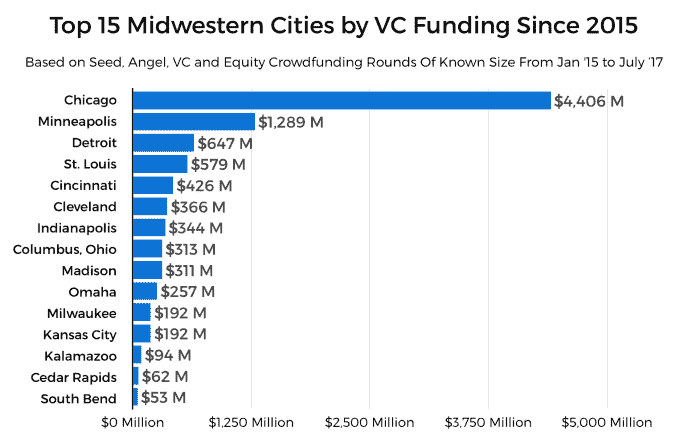 Top 15 Midwestern Cities by VC Funding Since 2015
Based on Seed, Angel, VC and Equity Crowdfunding Rounds Of Known Size From Jan '15 to July '17
Chicago $4,406 M
Minneapolis $1,289 M
Detroit $647 M
St. Louis $579 M
Cincinnati $426 M
Cleveland $366 M
Indianapolis $344 M
Columbus, Ohio $313 M
Madison $311 M
Omaha $257 M
Milwaukee $192 M
Kansas City $192 M
Kalamazoo $94 M
Cedar Rapids $62 M
South Bend $53 M
$0 Million $1,250 Million $2,500 Million $3,750 Million $5,000 Million